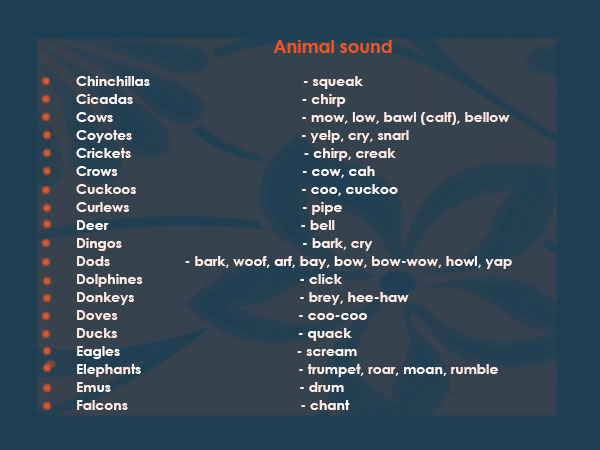 Animal sound
Chinchillas - squeak
Cicadas - chirp
Cows - mow, low, bawl (calf), bellow
Coyotes - yelp, cry, snarl
Crickets - chirp, creak
Crows - cow, cah
Cuckoos - coo, cuckoo
Curlews - pipe
Deer - bell
Dingos - bark, cry
Dods - bark, woof, arf, bay, bow, bow-wow, howl, yap
Dolphines - click
Donkeys - brey, hee-haw
Doves - coo-coo
Ducks - quack
Eagles - scream
Elephants - trumpet, roar, moan, rumble
Emus - drum
Falcons - chant